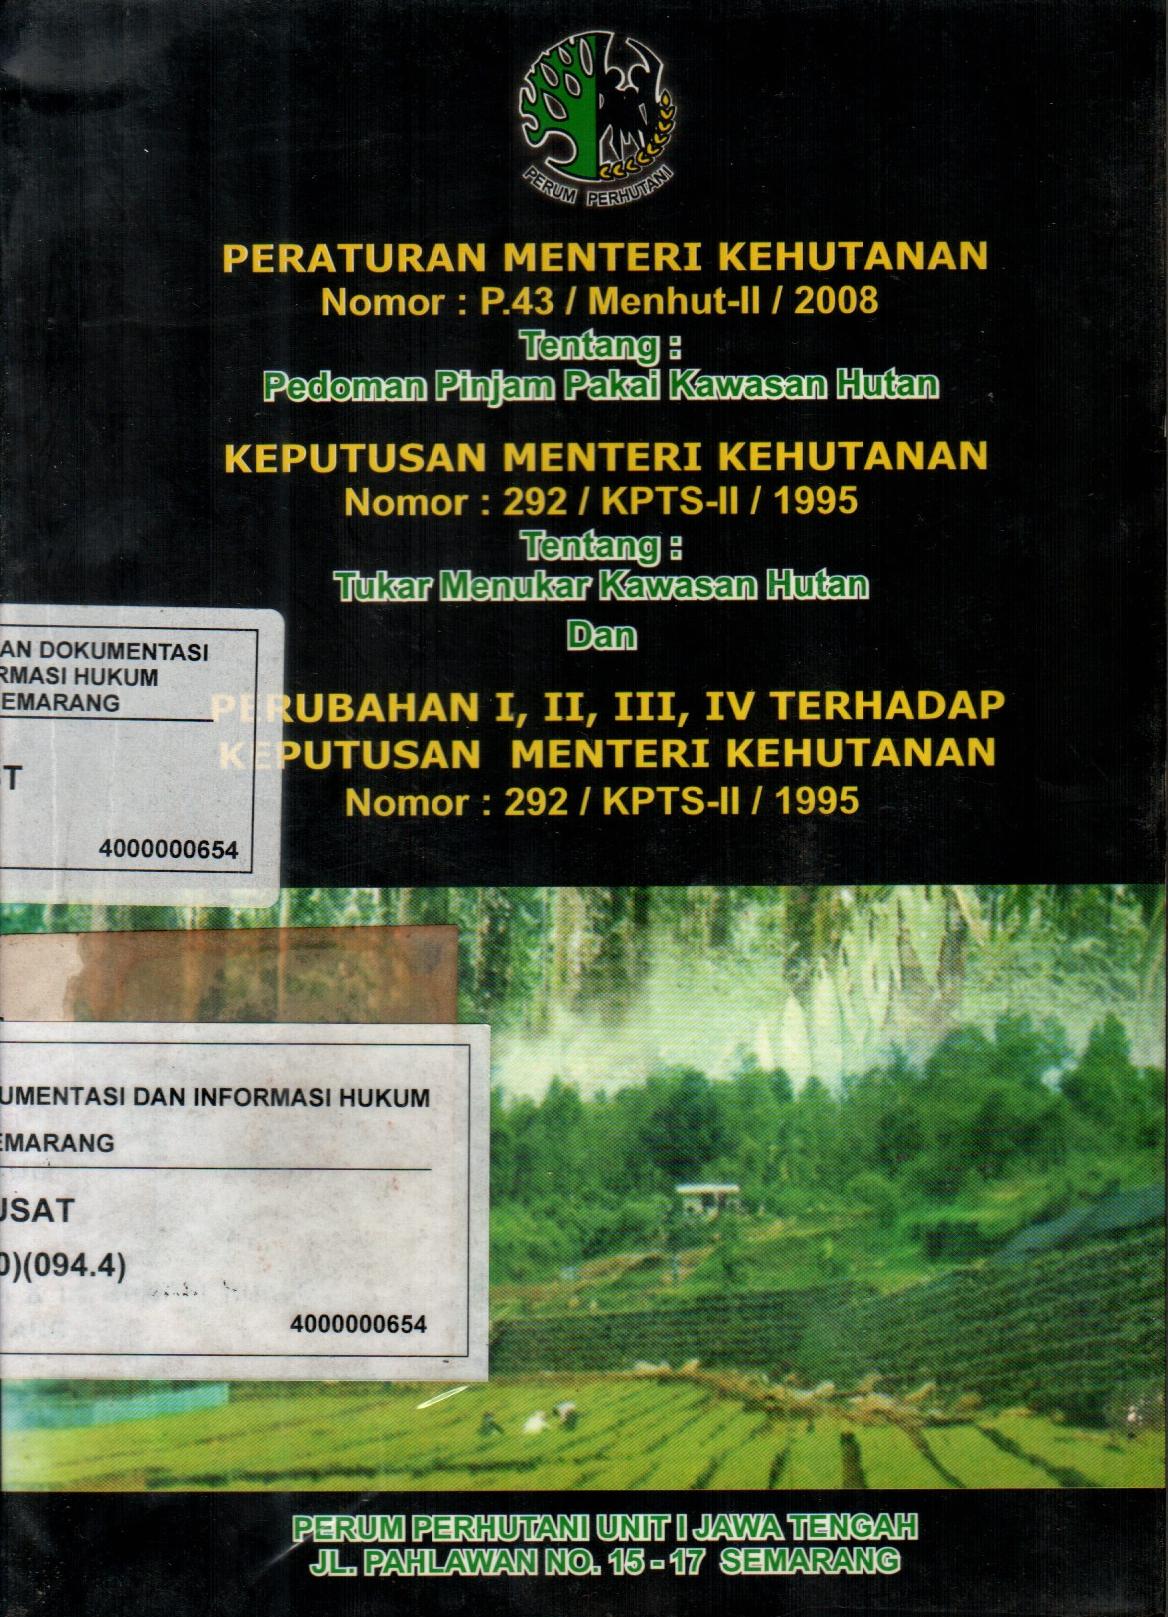 PERUM PERHUTANI
PERATURAN MENTERI KEHUTANAN
Nomor : P.43 / Menhut-II / 2008
Tentang :
Pedoman Pinjam Pakai Kawasan Hutan
KEPUTUSAN MENTERI KEHUTANAN
Nomor : 292 / KPTS-II / 1995
Tentang :
Tukar Menukar Kawasan Hutan
Dan
PERUBAHAN I, II, III, IV TERHADAP
KEPUTUSAN MENTERI KEHUTANAN
Nomor : 292 / KPTS-II / 1995
AN DOKUMENTASI
RMASI HUKUM
EMARANG
T
4000000654
UMENTASI DAN INFORMASI HUKUM
EMARANG
USAT
0)(094.4)
4000000654
PERUM PERHUTANI UNIT I JAWA TENGAH
JL. PAHLAWAN NO. 15 - 17 SEMARANG